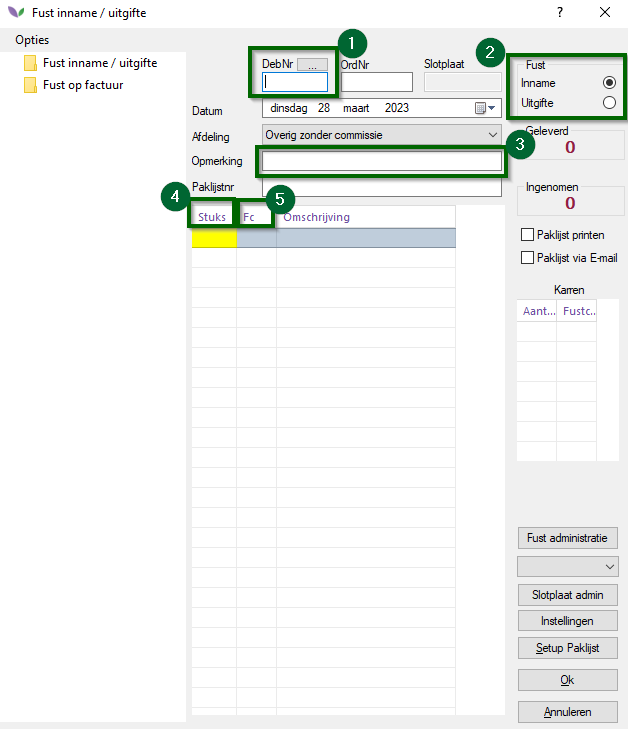 Fust inname / uitgifte
?
Opties
Fust inname / uitgifte
Fust op factuur
1
2
DebNr ... OrdNr Slotplaat
Datum dinsdag 28 maart 2023
Afdeling Overig zonder commissie
3
Opmerking
Paklijstnr
4
5
Stuks Fc Omschrijving
Fust
Inname
Uitgifte
Geleverd
0
Ingenomen
0
Paklijst printen
Paklijst via E-mail
Karren
Aant... Fustc..
Fust administratie
Slotplaat admin
Instellingen
Setup Paklijst
Ok
Annuleren